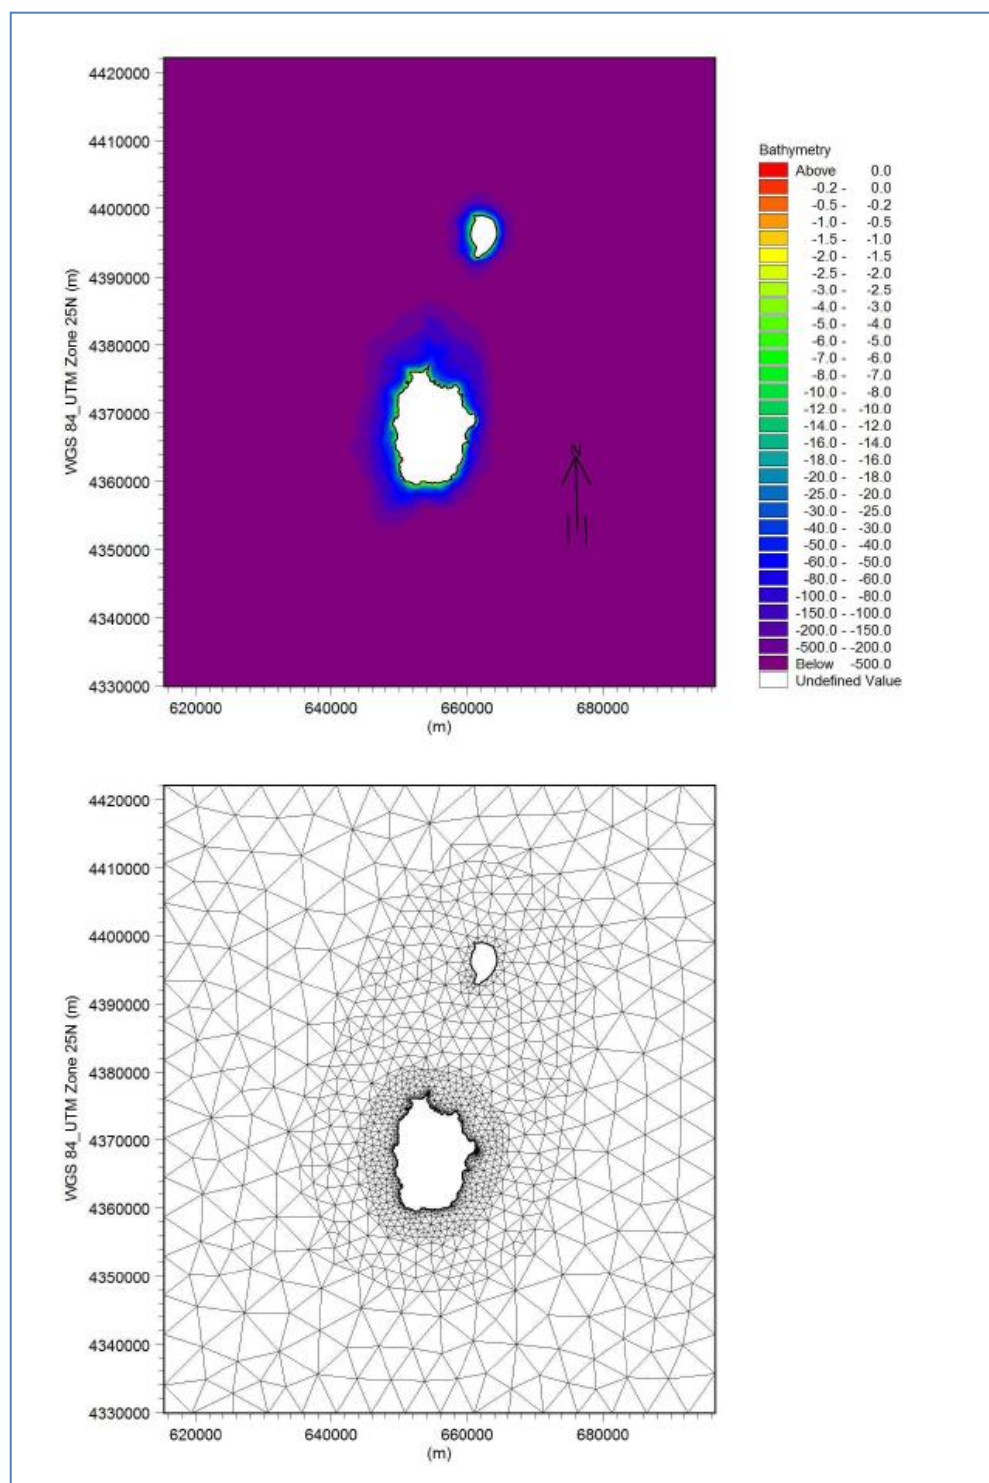 4420000
4410000
4400000
4390000
4380000
4370000
4360000
4350000
4340000
4330000
WGS 84_UTM Zone 25N (m)
620000 640000 660000 680000
(m)
N
Bathymetry
Above 0.0
-0.2 - 0.0
-0.5 - -0.2
-1.0 - -0.5
-1.5 - -1.0
-2.0 - -1.5
-2.5 - -2.0
-3.0 - -2.5
-4.0 - -3.0
-5.0 - -4.0
-6.0 - -5.0
-7.0 - -6.0
-8.0 - -7.0
-10.0 - -8.0
-12.0 - -10.0
-14.0 - -12.0
-16.0 - -14.0
-18.0 - -16.0
-20.0 - -18.0
-25.0 - -20.0
-30.0 - -25.0
-40.0 - -30.0
-50.0 - -40.0
-60.0 - -50.0
-80.0 - -60.0
-100.0 - -80.0
-150.0 - -100.0
-200.0 - -150.0
-500.0 - -200.0
Below -500.0
Undefined Value
4420000
4410000
4400000
4390000
4380000
4370000
4360000
4350000
4340000
4330000
WGS 84_UTM Zone 25N (m)
620000 640000 660000 680000
(m)